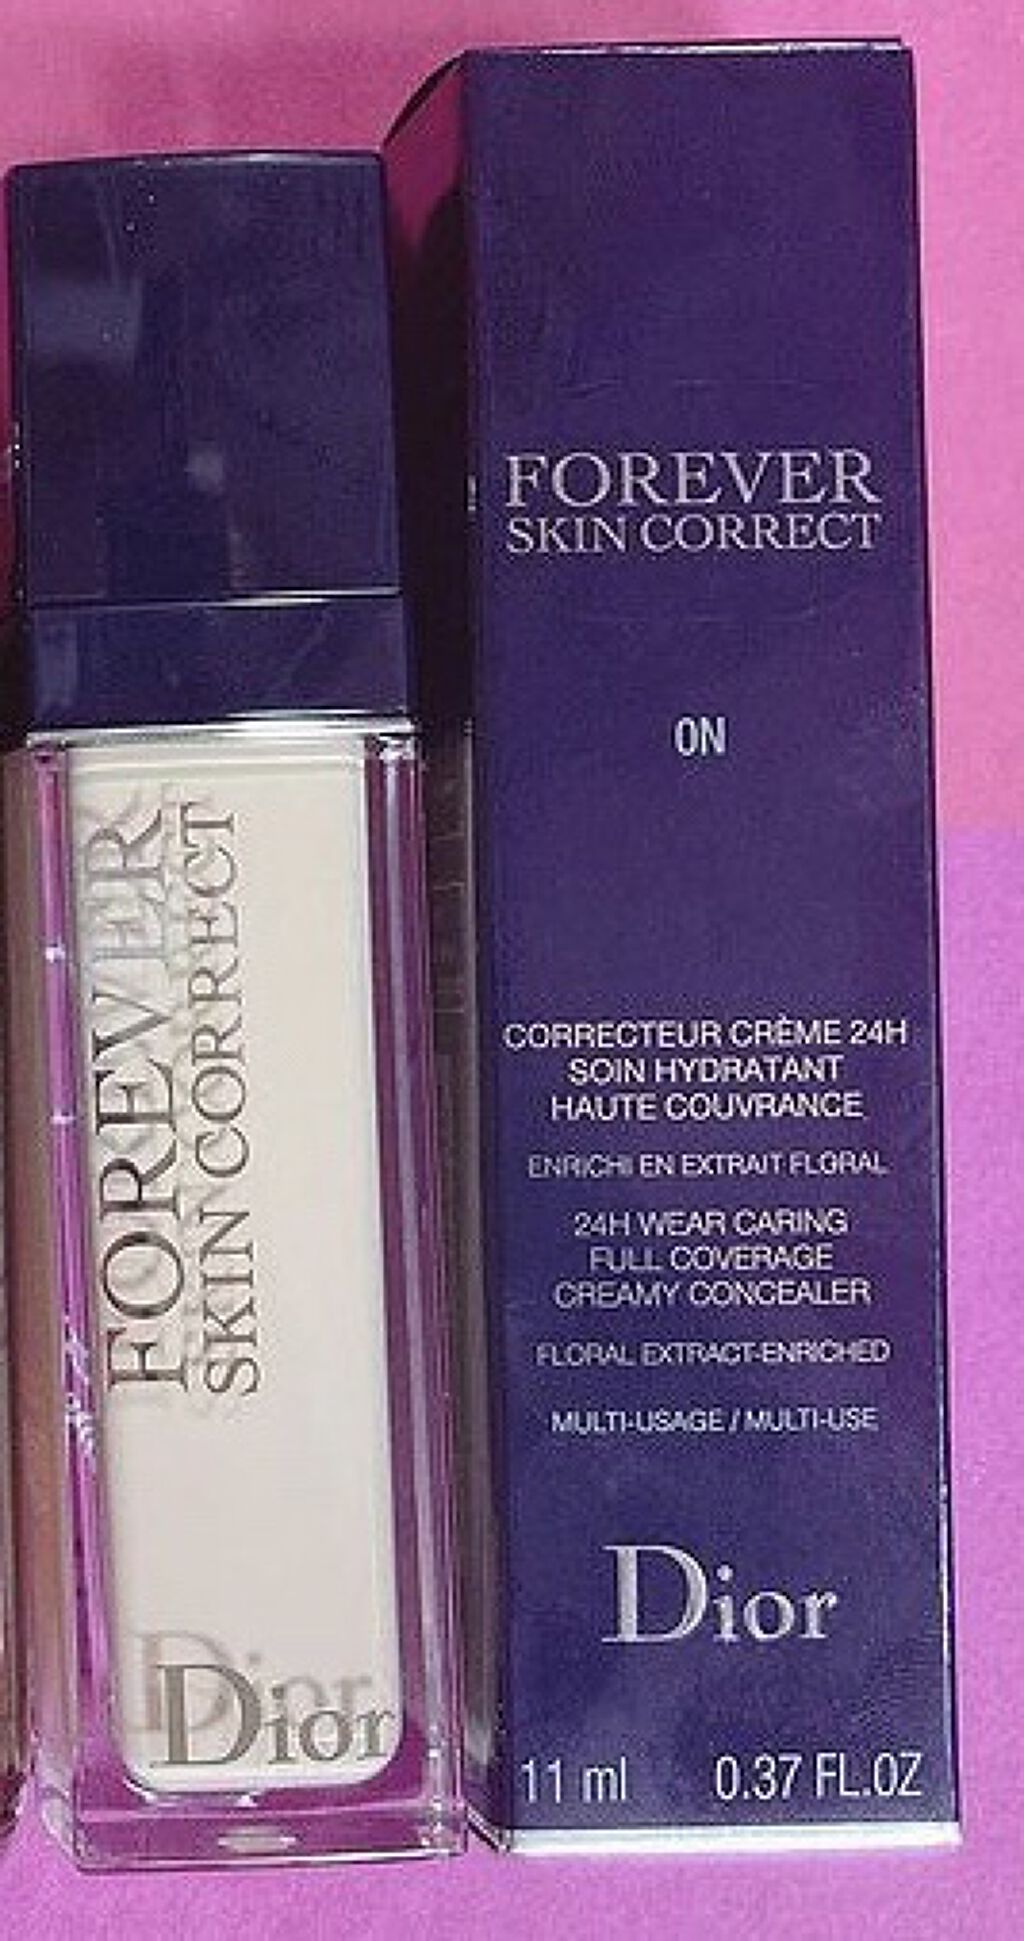 FOREVER
SKIN CORRECT
Dior
FOREVER
SKIN CORRECT
0N
CORRECTEUR CRÈME 24H
SOIN HYDRATANT
HAUTE COUVRANCE
ENRICHI EN EXTRAIT FLORAL
24H WEAR CARING
FULL COVERAGE
CREAMY CONCEALER
FLORAL EXTRACT-ENRICHED
MULTI-USAGE / MULTI-USE
Dior
11 ml 0.37 FL.OZ